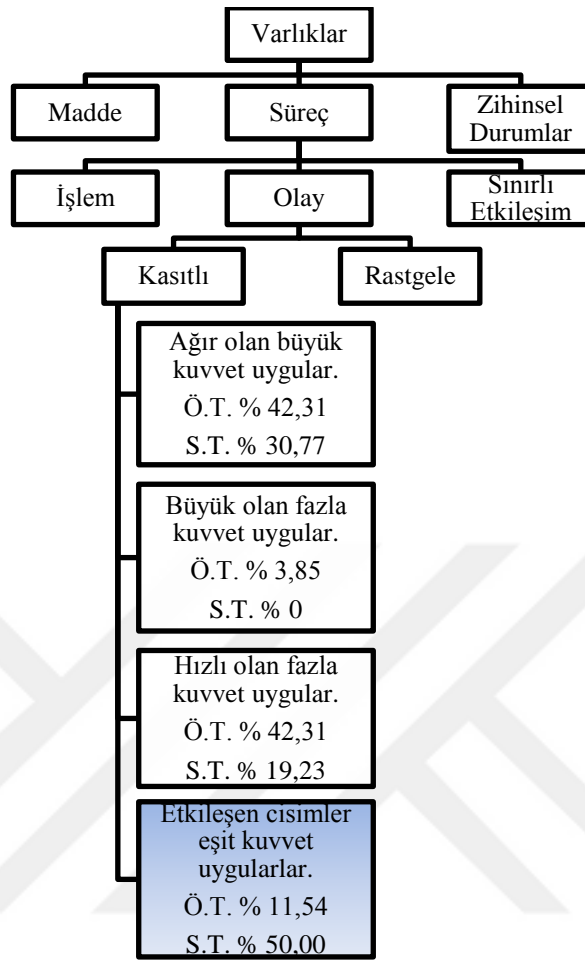 Varlıklar
Madde
Süreç
Zihinsel
Durumlar
İşlem
Olay
Sınırlı
Etkileşim
Kasıtlı
Rastgele
Ağır olan büyük
kuvvet uygular.
Ö.T. % 42,31
S.T. % 30,77
Büyük olan fazla
kuvvet uygular.
Ö.T. % 3,85
S.T. % 0
Hızlı olan fazla
kuvvet uygular.
Ö.T. % 42,31
S.T. % 19,23
Etkileşen cisimler
eşit kuvvet
uygularlar.
Ö.T. % 11,54
S.T. % 50,00